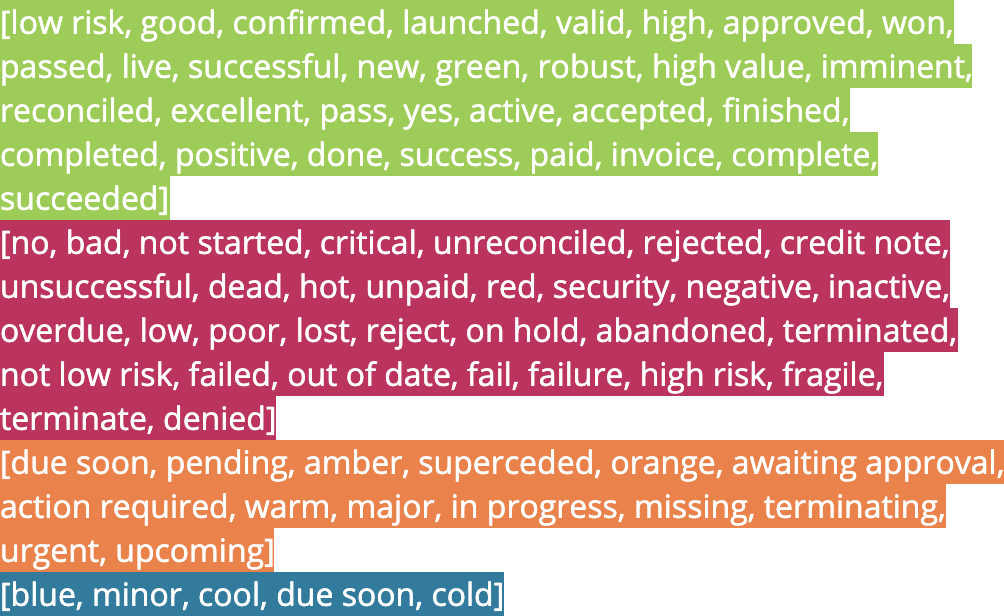 [low risk, good, confirmed, launched, valid, high, approved, won,
passed, live, successful, new, green, robust, high value, imminent,
reconciled, excellent, pass, yes, active, accepted, finished,
completed, positive, done, success, paid, invoice, complete,
succeeded]
[no, bad, not started, critical, unreconciled, rejected, credit note,
unsuccessful, dead, hot, unpaid, red, security, negative, inactive,
overdue, low, poor, lost, reject, on hold, abandoned, terminated,
not low risk, failed, out of date, fail, failure, high risk, fragile,
terminate, denied]
[due soon, pending, amber, superceded, orange, awaiting approval,
action required, warm, major, in progress, missing, terminating,
urgent, upcoming]
[blue, minor, cool, due soon, cold]